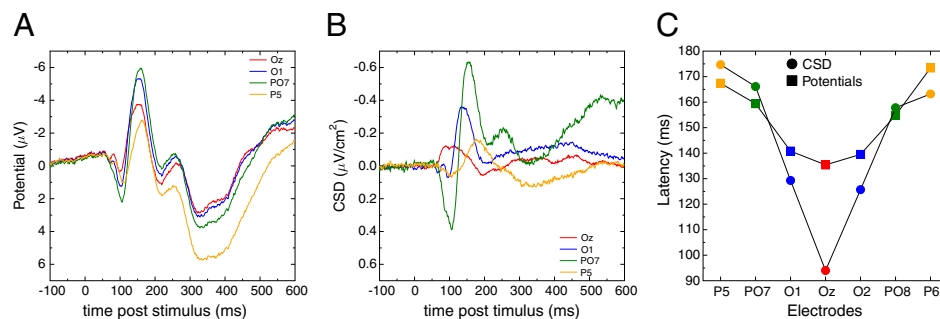 A
Potential (μV)
-6
-4
-2
0
2
4
6
Oz
O1
PO7
P5
-100 0 100 200 300 400 500 600
time post stimulus (ms)
B
CSD (μV/cm²)
-0.6
-0.4
-0.2
0.0
0.2
0.4
0.6
Oz
O1
PO7
P5
-100 0 100 200 300 400 500 600
time post timulus (ms)
C
Latency (ms)
180
170
160
150
140
130
120
110
100
90
CSD
Potentials
P5 PO7 O1 Oz O2 PO8 P6
Electrodes